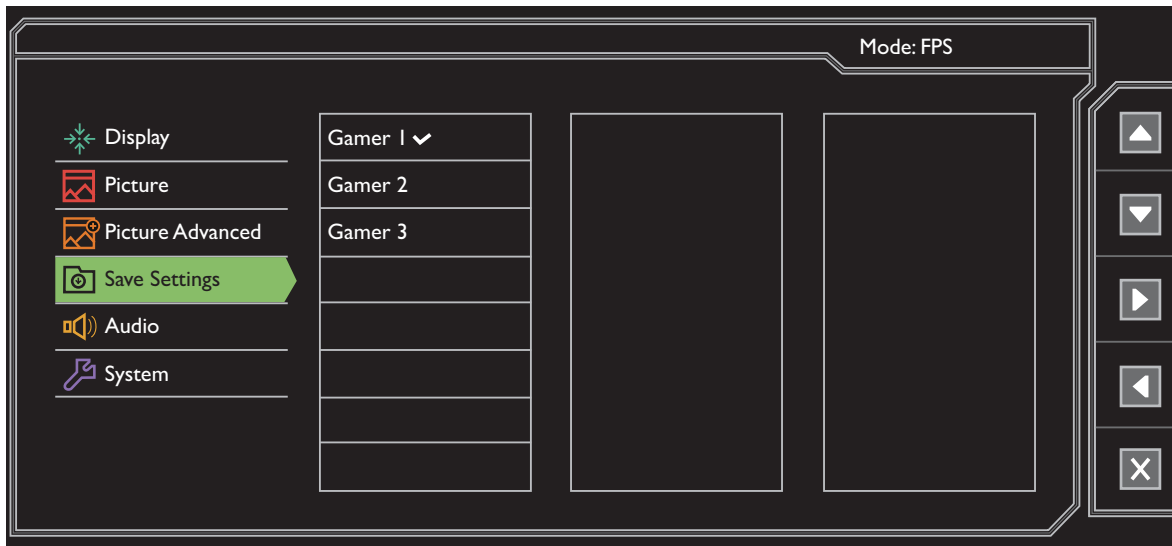 Mode: FPS
Display
Picture
Picture Advanced
Save Settings
Audio
System
Gamer 1
Gamer 2
Gamer 3